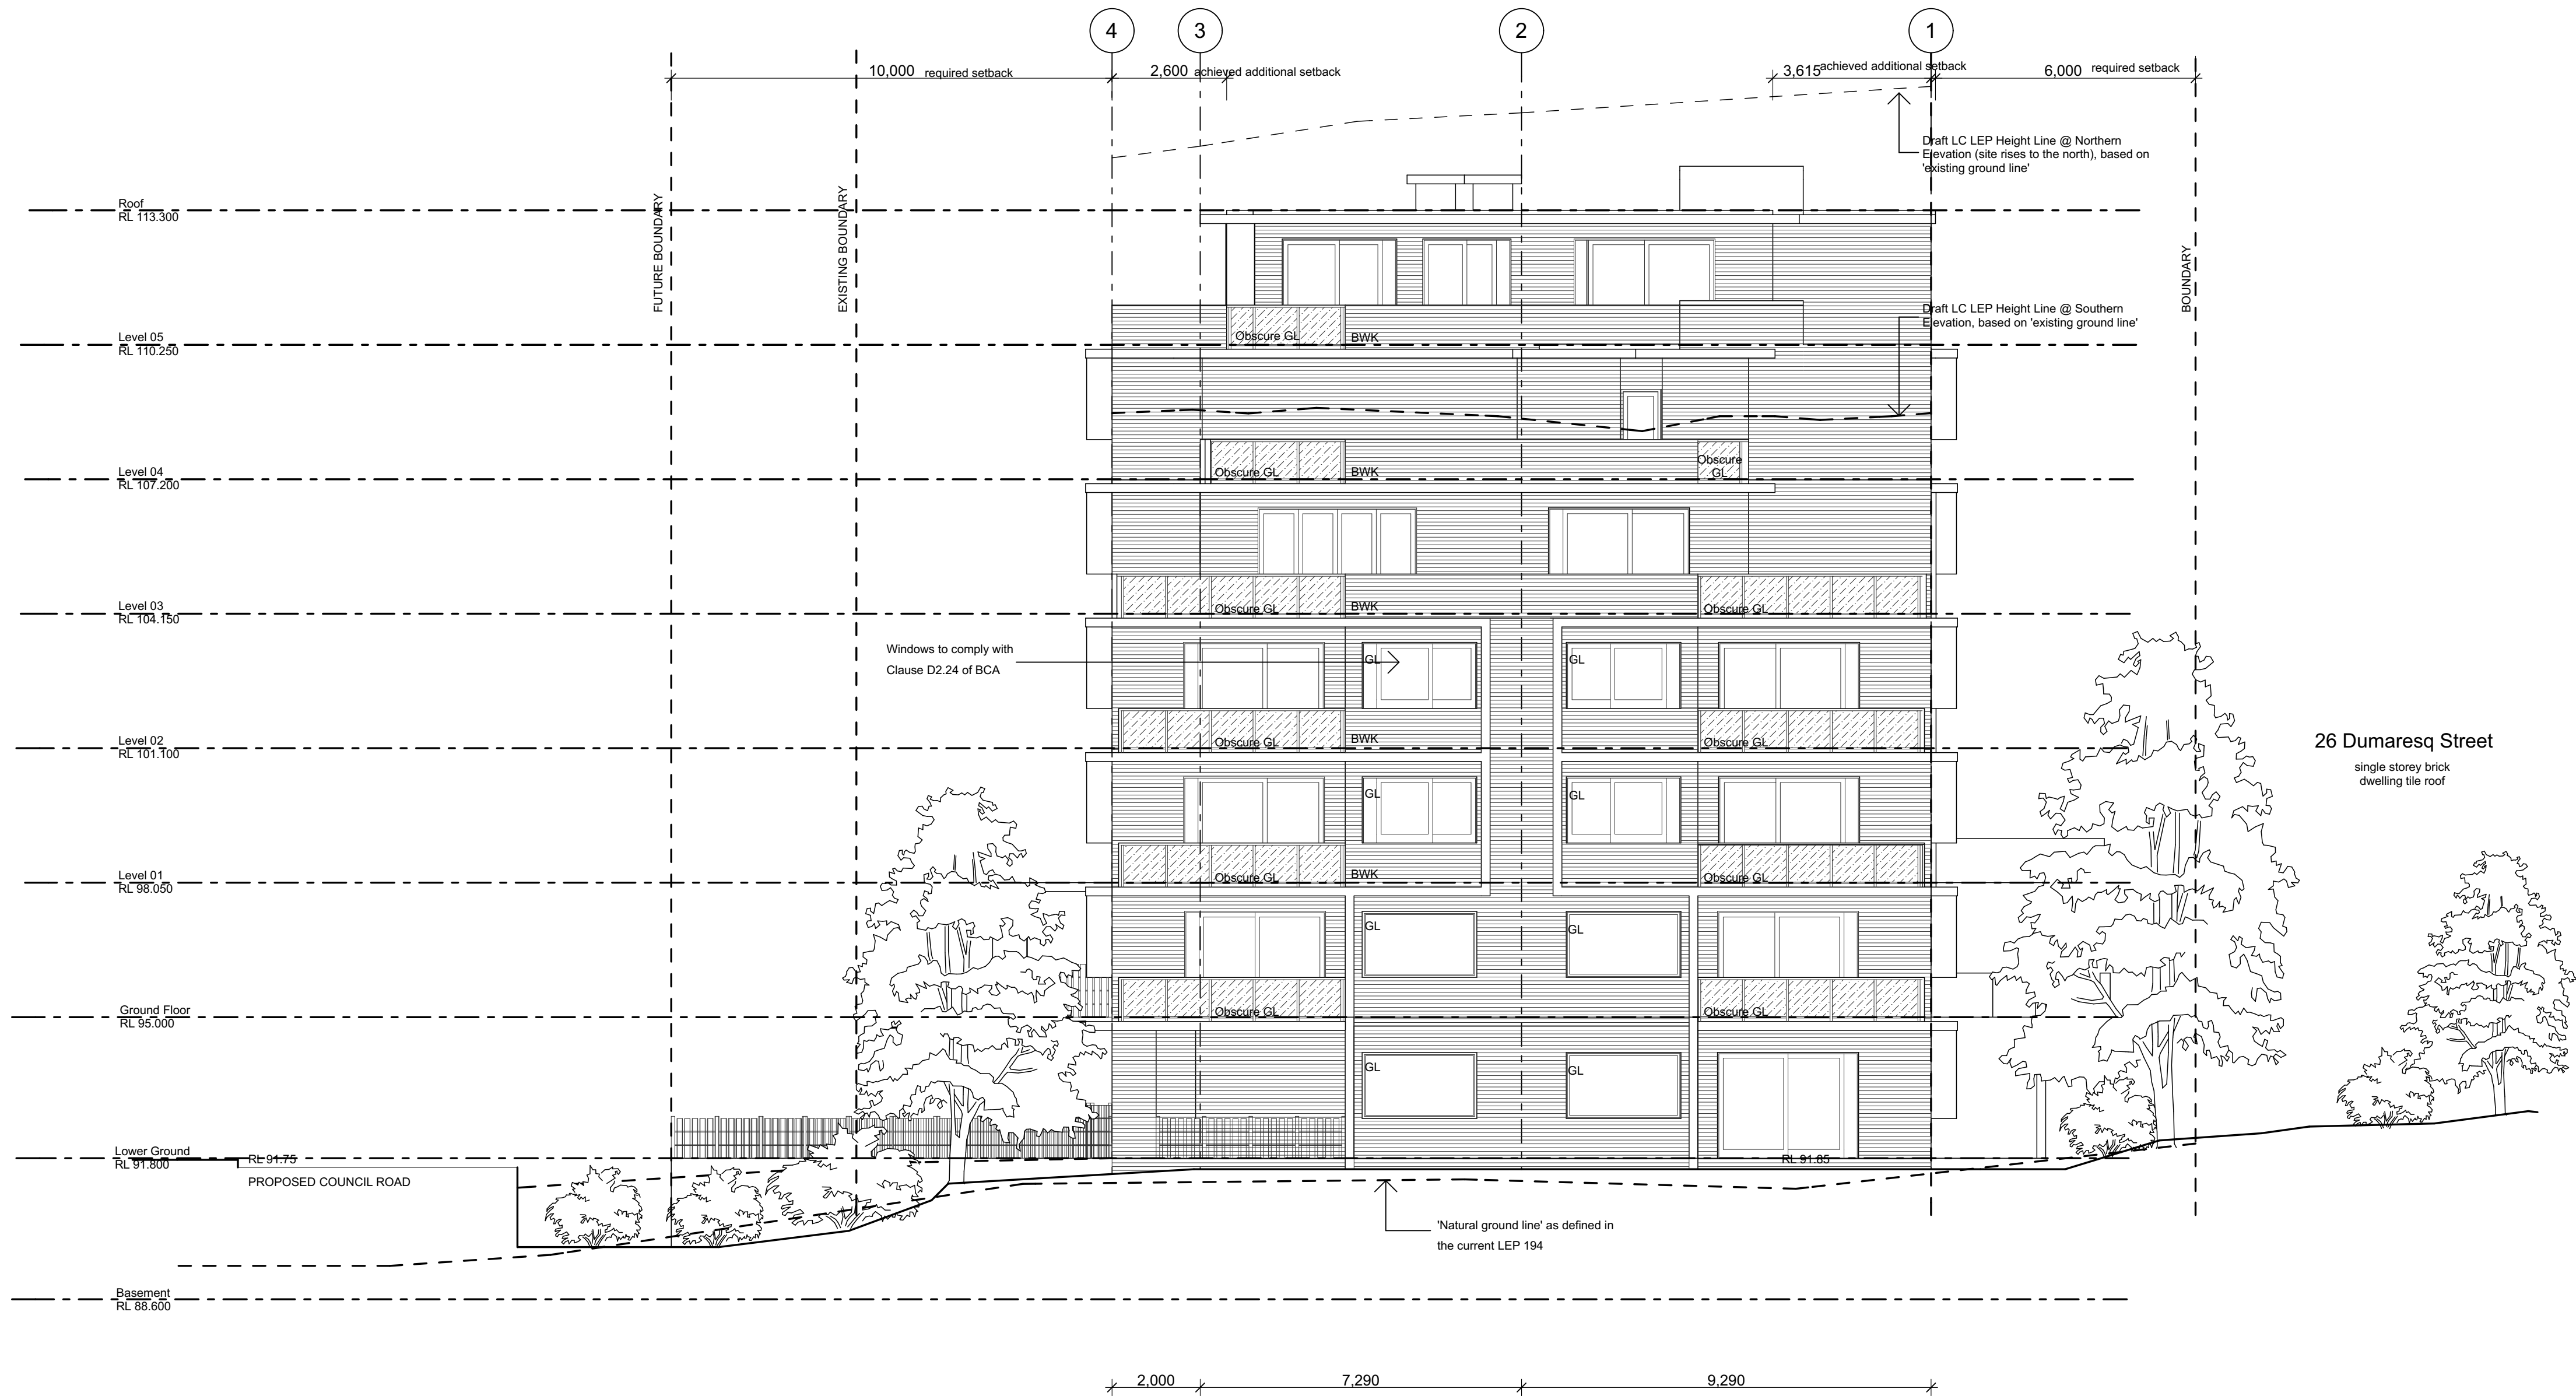 4
3
2
1
10,000 required setback
2,600 achieved additional setback
3,615 achieved additional setback
6,000 required setback
Draft LC LEP Height Line @ Northern
Elevation (site rises to the north), based on
'existing ground line'
FUTURE BOUNDARY
EXISTING BOUNDARY
BOUNDARY
Roof
RL 113.300
Draft LC LEP Height Line @ Southern
Elevation, based on 'existing ground line'
Level 05
RL 110.250
Obscure GL
BWK
Level 04
RL 107.200
Obscure GL
BWK
Obscure
GL
Level 03
RL 104.150
Obscure GL
BWK
Obscure GL
Windows to comply with
Clause D2.24 of BCA
GL
GL
Level 02
RL 101.100
Obscure GL
BWK
Obscure GL
26 Dumaresq Street
single storey brick
dwelling tile roof
GL
GL
Level 01
RL 98.050
Obscure GL
BWK
Obscure GL
GL
GL
Ground Floor
RL 95.000
Obscure GL
Obscure GL
GL
GL
Lower Ground
RL 91.800
RL 91.75
PROPOSED COUNCIL ROAD
RL 91.85
'Natural ground line' as defined in
the current LEP 194
Basement
RL 88.600
2,000
7,290
9,290